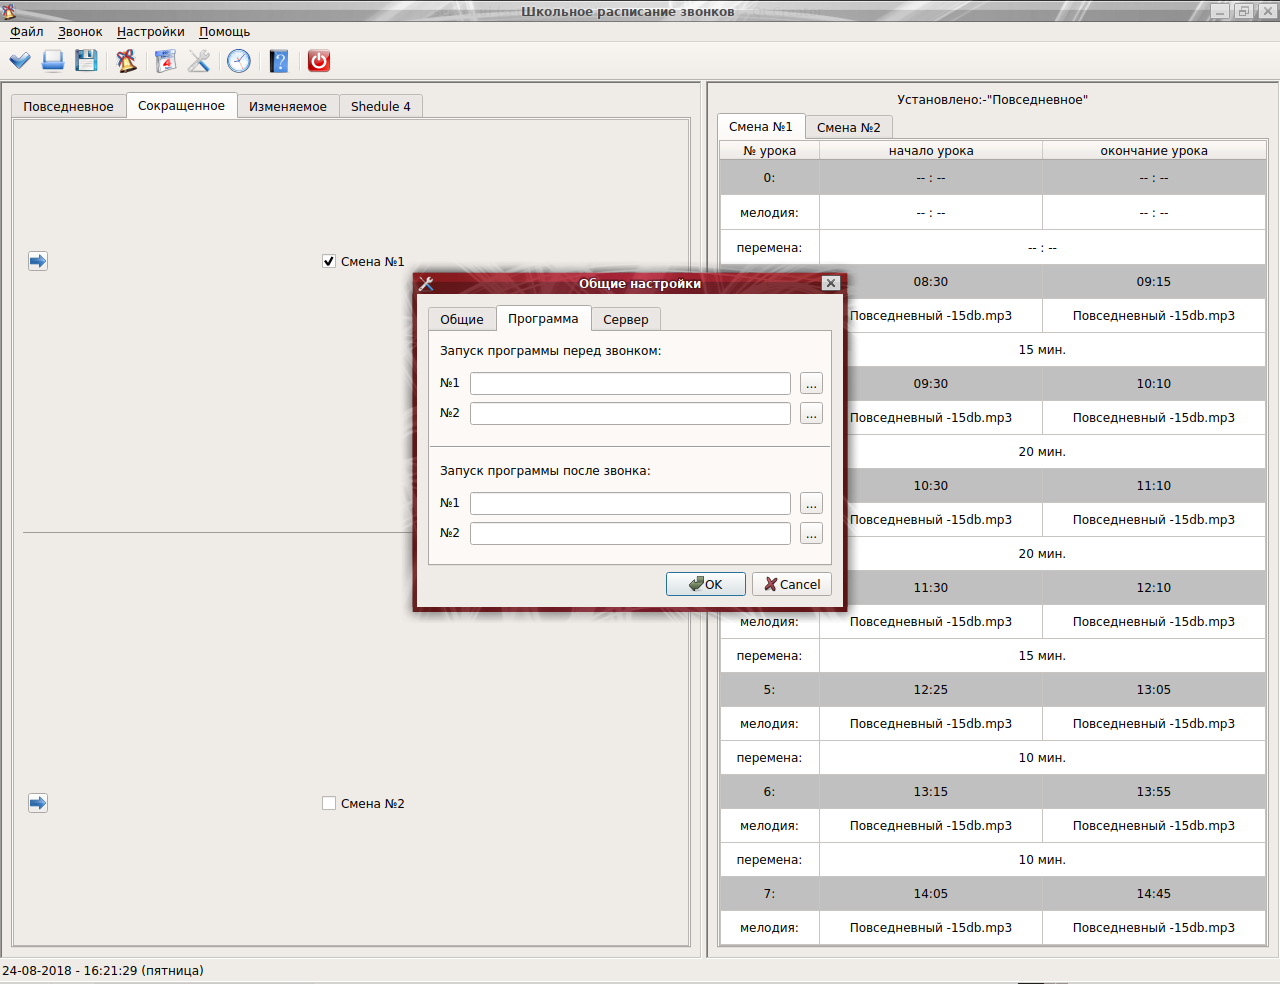 Школьное расписание звонков
Файл Звонок Настройки Помощь
Повседневное Сокращенное Изменяемое Shedule 4
Смена №1
Смена №2
Установлено:-"Повседневное"
Смена №1 Смена №2
№ урока начало урока окончание урока
0: -- : -- -- : --
мелодия: -- : -- -- : --
перемена: -- : --
08:30 09:15
Повседневный -15db.mp3 Повседневный -15db.mp3
15 мин.
09:30 10:10
Повседневный -15db.mp3 Повседневный -15db.mp3
20 мин.
10:30 11:10
Повседневный -15db.mp3 Повседневный -15db.mp3
20 мин.
11:30 12:10
мелодия: Повседневный -15db.mp3 Повседневный -15db.mp3
перемена: 15 мин.
5: 12:25 13:05
мелодия: Повседневный -15db.mp3 Повседневный -15db.mp3
перемена: 10 мин.
6: 13:15 13:55
мелодия: Повседневный -15db.mp3 Повседневный -15db.mp3
перемена: 10 мин.
7: 14:05 14:45
мелодия: Повседневный -15db.mp3 Повседневный -15db.mp3
Общие настройки
Общие Программа Сервер
Запуск программы перед звонком:
№1 ...
№2 ...
Запуск программы после звонка:
№1 ...
№2 ...
OK Cancel
24-08-2018 - 16:21:29 (пятница)